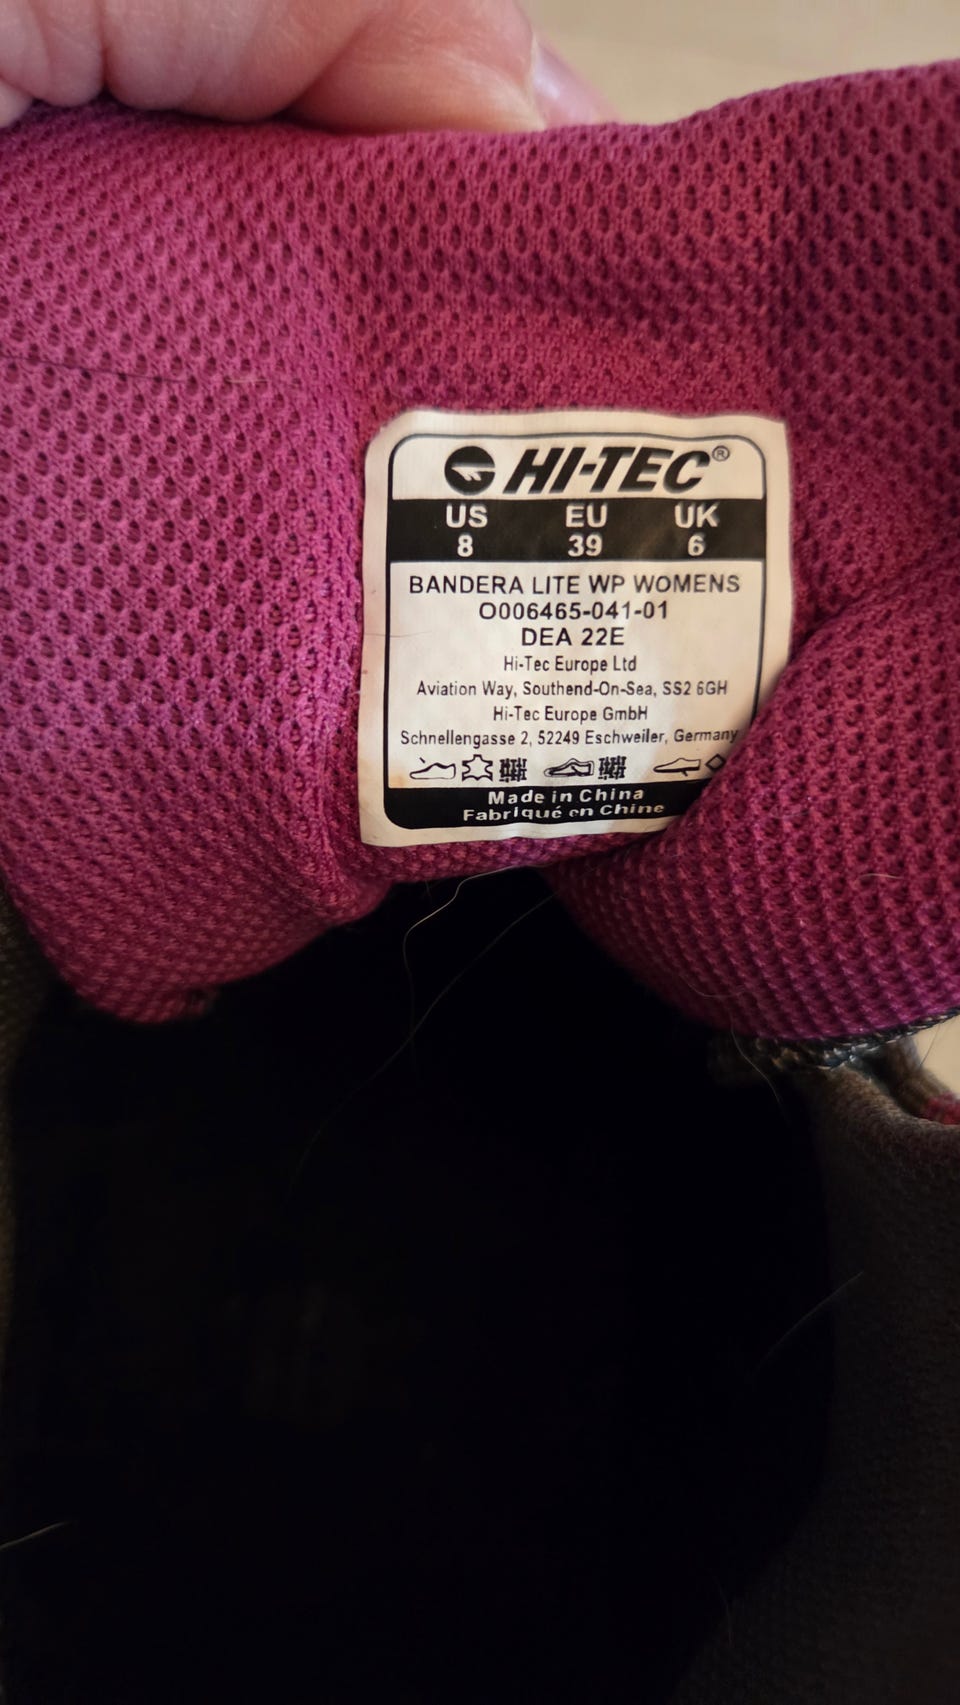 HI-TEC®
US EU UK
8 39 6
BANDERA LITE WP WOMENS
O006465-041-01
DEA 22E
Hi-Tec Europe Ltd
Aviation Way, Southend-On-Sea, SS2 6GH
Hi-Tec Europe GmbH
Schnellengasse 2, 52249 Eschweiler, Germany
Made in China
Fabriqué en Chine